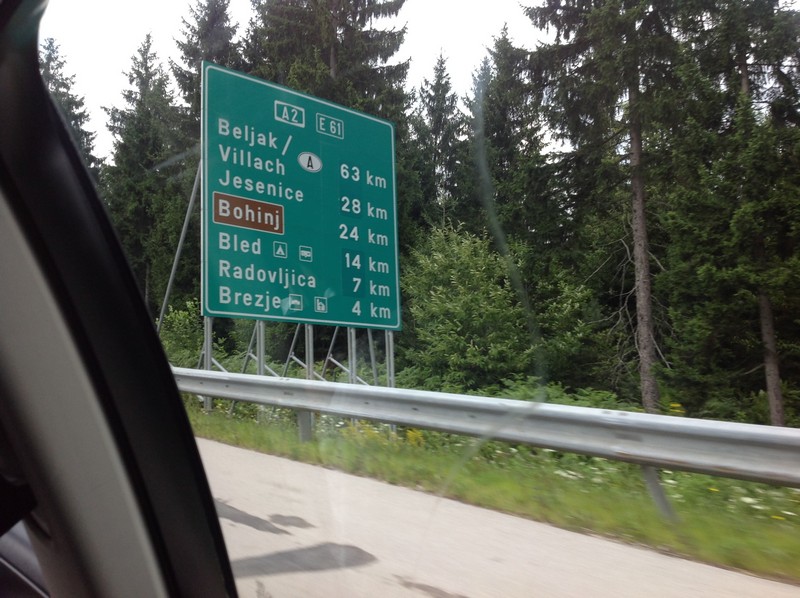 A2 E 61
Beljak/
Villach A 63 km
Jesenice 28 km
Bohinj 24 km
Bled 14 km
Radovljica 7 km
Brezje 4 km